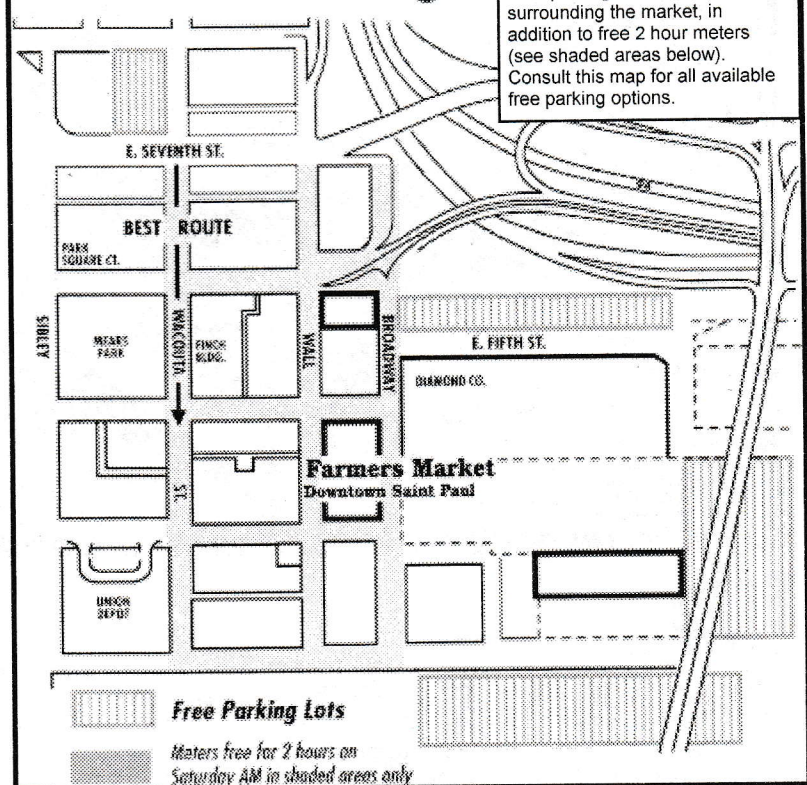 surrounding the market, in
addition to free 2 hour meters
(see shaded areas below).
Consult this map for all available
free parking options.
E. SEVENTH ST.
BEST ROUTE
PARK
SQUARE CT.
SIBLEY
MEARS
PARK
WACOUTA
FINCH
BLDG.
WALL
BROADWAY
E. FIFTH ST.
DIAMOND CO.
ST
Farmers Market
Downtown Saint Paul
UNION
DEPOT
Free Parking Lots
Meters free for 2 hours on
Saturday AM in shaded areas only